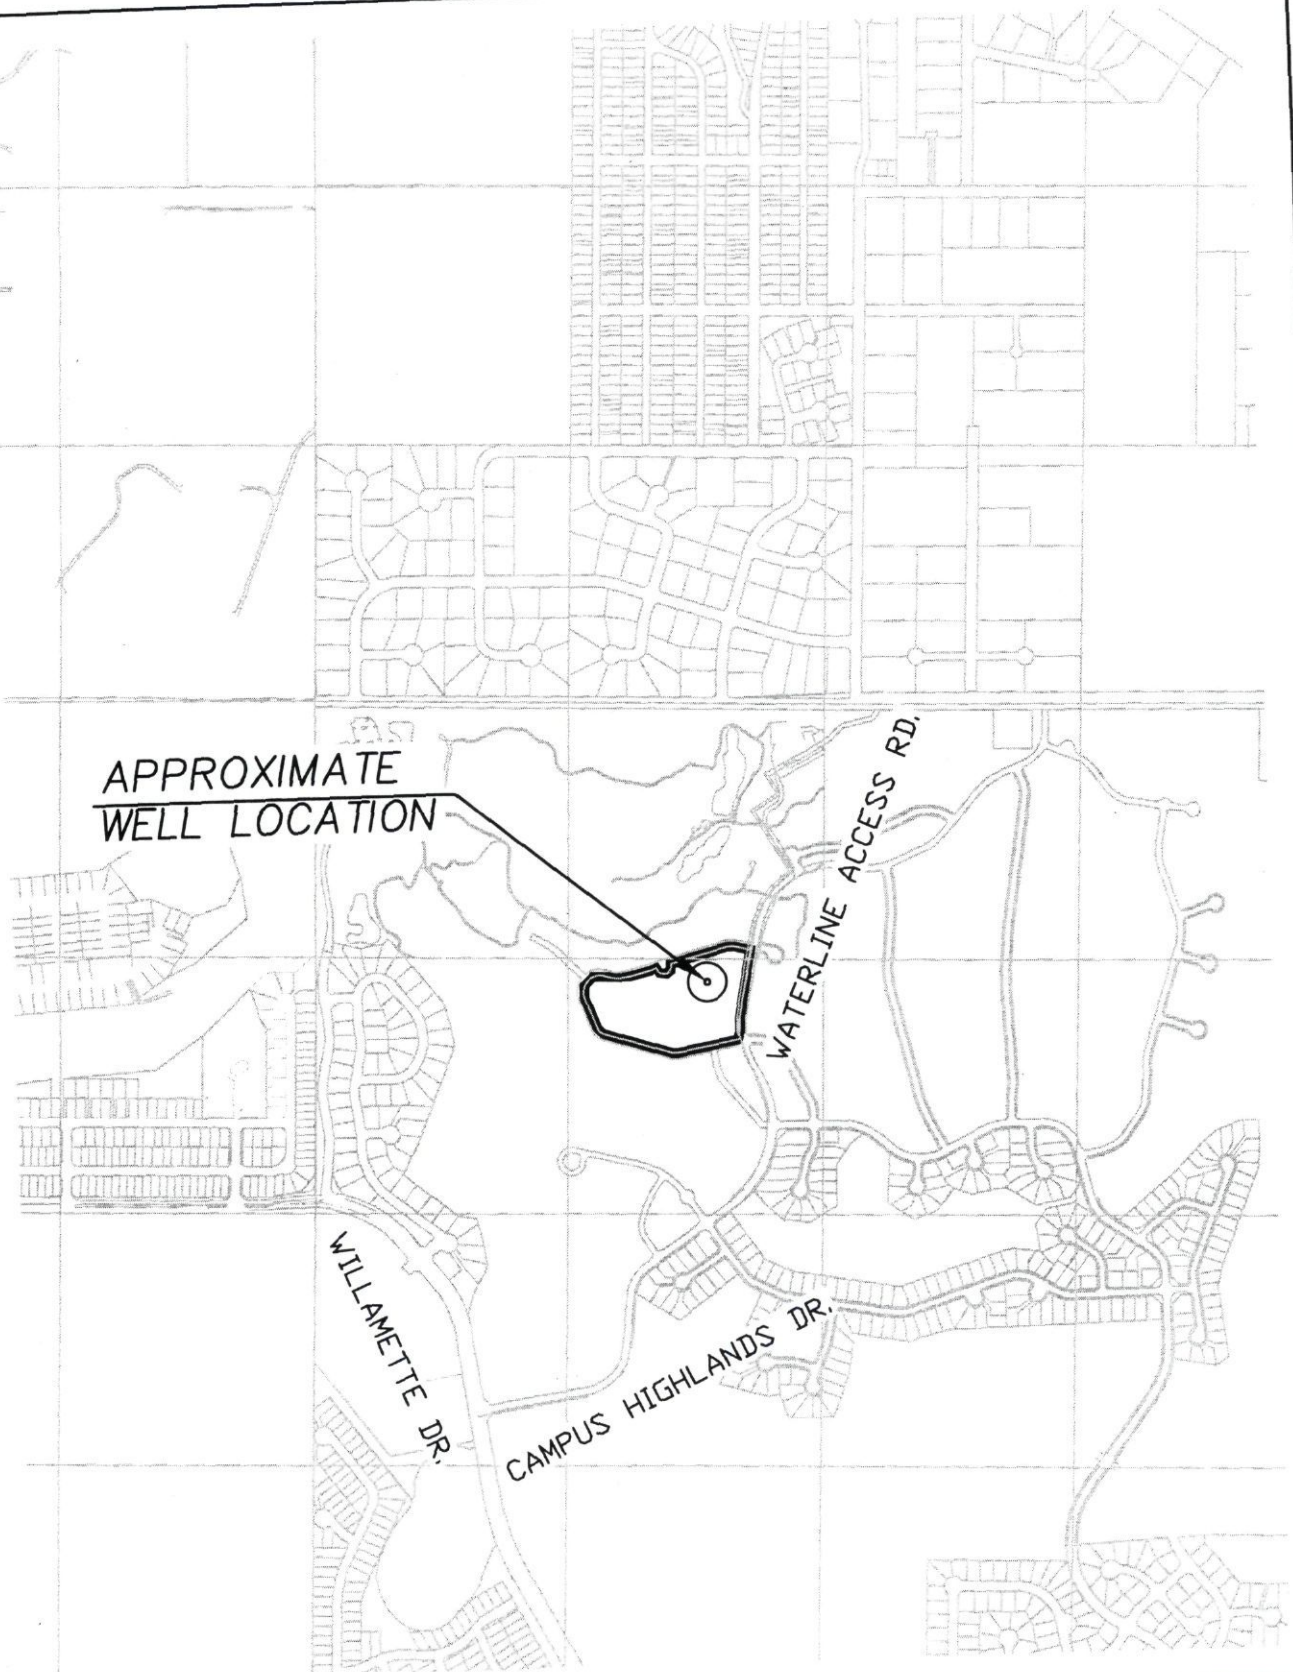 APPROXIMATE
WELL LOCATION
WATERLINE ACCESS RD.
WILLAMETTE DR.
CAMPUS HIGHLANDS DR.